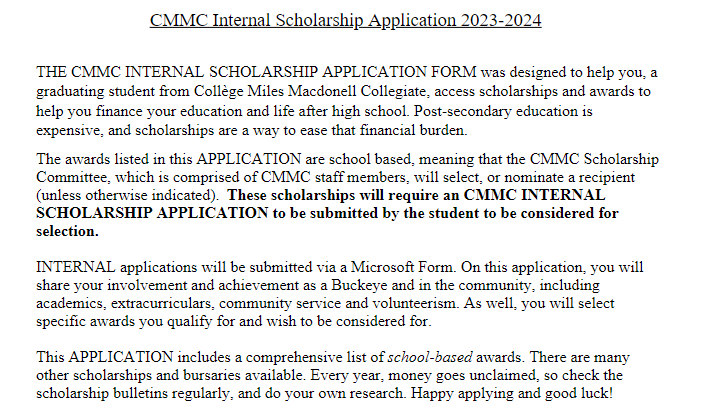 CMMC Internal Scholarship Application 2023-2024
THE CMMC INTERNAL SCHOLARSHIP APPLICATION FORM was designed to help you, a
graduating student from Collège Miles Macdonell Collegiate, access scholarships and awards to
help you finance your education and life after high school. Post-secondary education is
expensive, and scholarships are a way to ease that financial burden.
The awards listed in this APPLICATION are school based, meaning that the CMMC Scholarship
Committee, which is comprised of CMMC staff members, will select, or nominate a recipient
(unless otherwise indicated). These scholarships will require an CMMC INTERNAL
SCHOLARSHIP APPLICATION to be submitted by the student to be considered for
selection.
INTERNAL applications will be submitted via a Microsoft Form. On this application, you will
share your involvement and achievement as a Buckeye and in the community, including
academics, extracurriculars, community service and volunteerism. As well, you will select
specific awards you qualify for and wish to be considered for.
This APPLICATION includes a comprehensive list of school-based awards. There are many
other scholarships and bursaries available. Every year, money goes unclaimed, so check the
scholarship bulletins regularly, and do your own research. Happy applying and good luck!